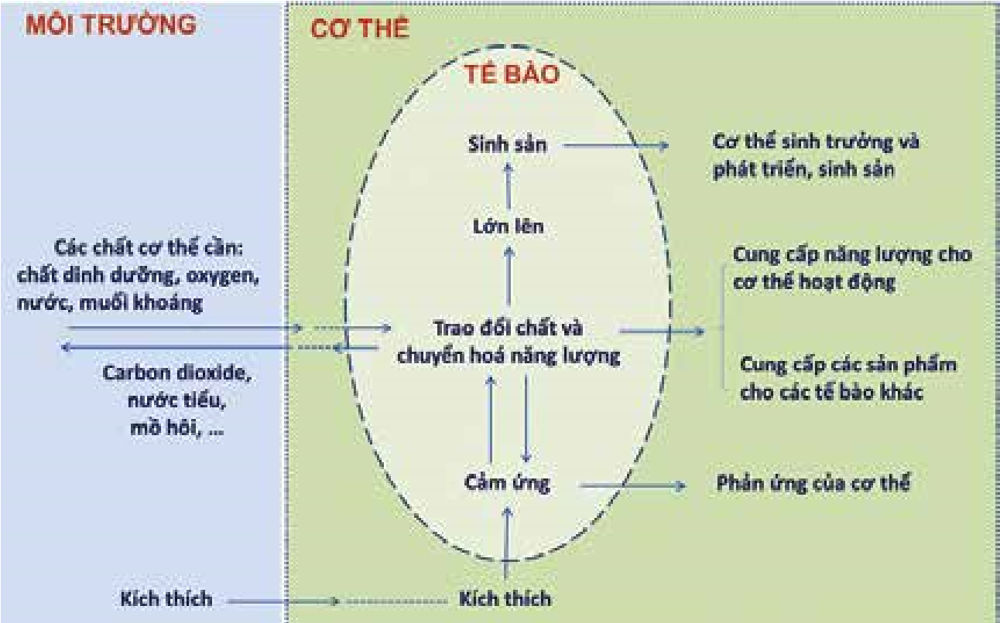 MÔI TRƯỜNG
CƠ THỂ
TẾ BÀO
Sinh sản
Cơ thể sinh trưởng và
phát triển, sinh sản
Lớn lên
Các chất cơ thể cần:
chất dinh dưỡng, oxygen,
nước, muối khoáng
Cung cấp năng lượng cho
cơ thể hoạt động
Trao đổi chất và
chuyển hoá năng lượng
Carbon dioxide,
nước tiểu,
mồ hôi, ...
Cung cấp các sản phẩm
cho các tế bào khác
Cảm ứng
Phản ứng của cơ thể
Kích thích
Kích thích